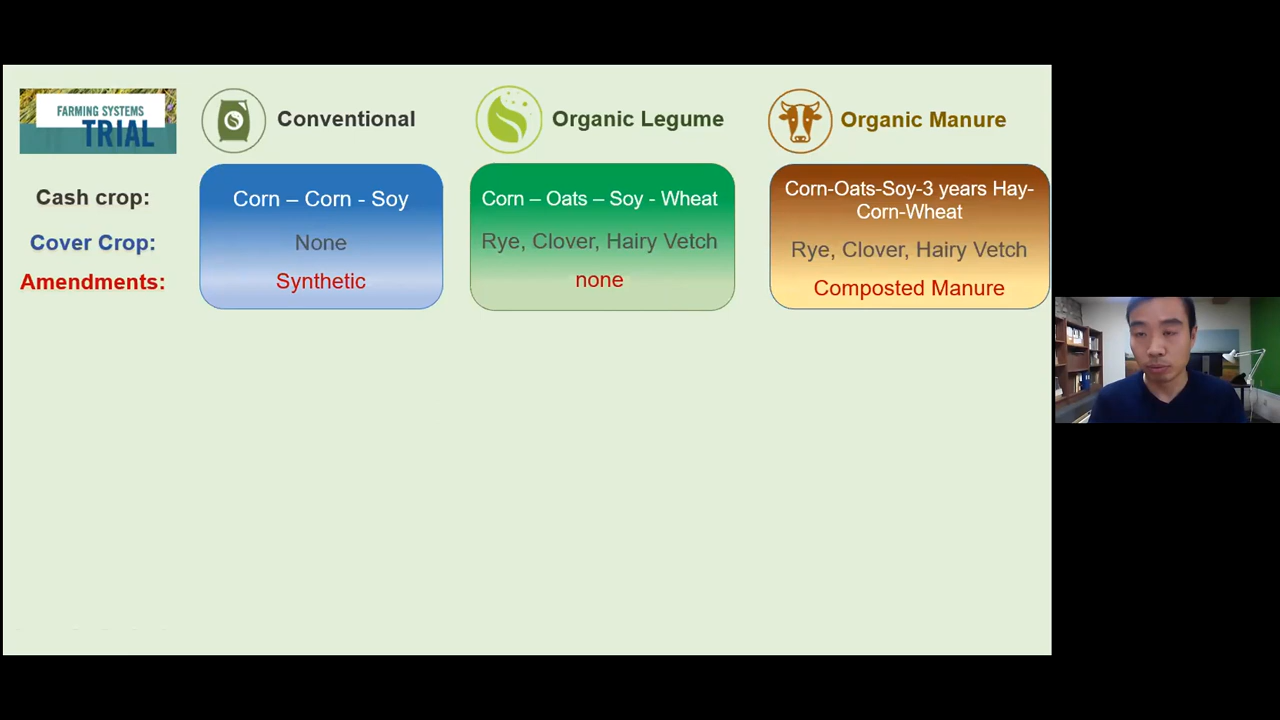 FARMING SYSTEMS
TRIAL
Conventional
Organic Legume
Organic Manure
Cash crop:
Corn – Corn - Soy
Corn – Oats – Soy - Wheat
Corn-Oats-Soy-3 years Hay-
Corn-Wheat
Cover Crop:
None
Rye, Clover, Hairy Vetch
Rye, Clover, Hairy Vetch
Amendments:
Synthetic
none
Composted Manure